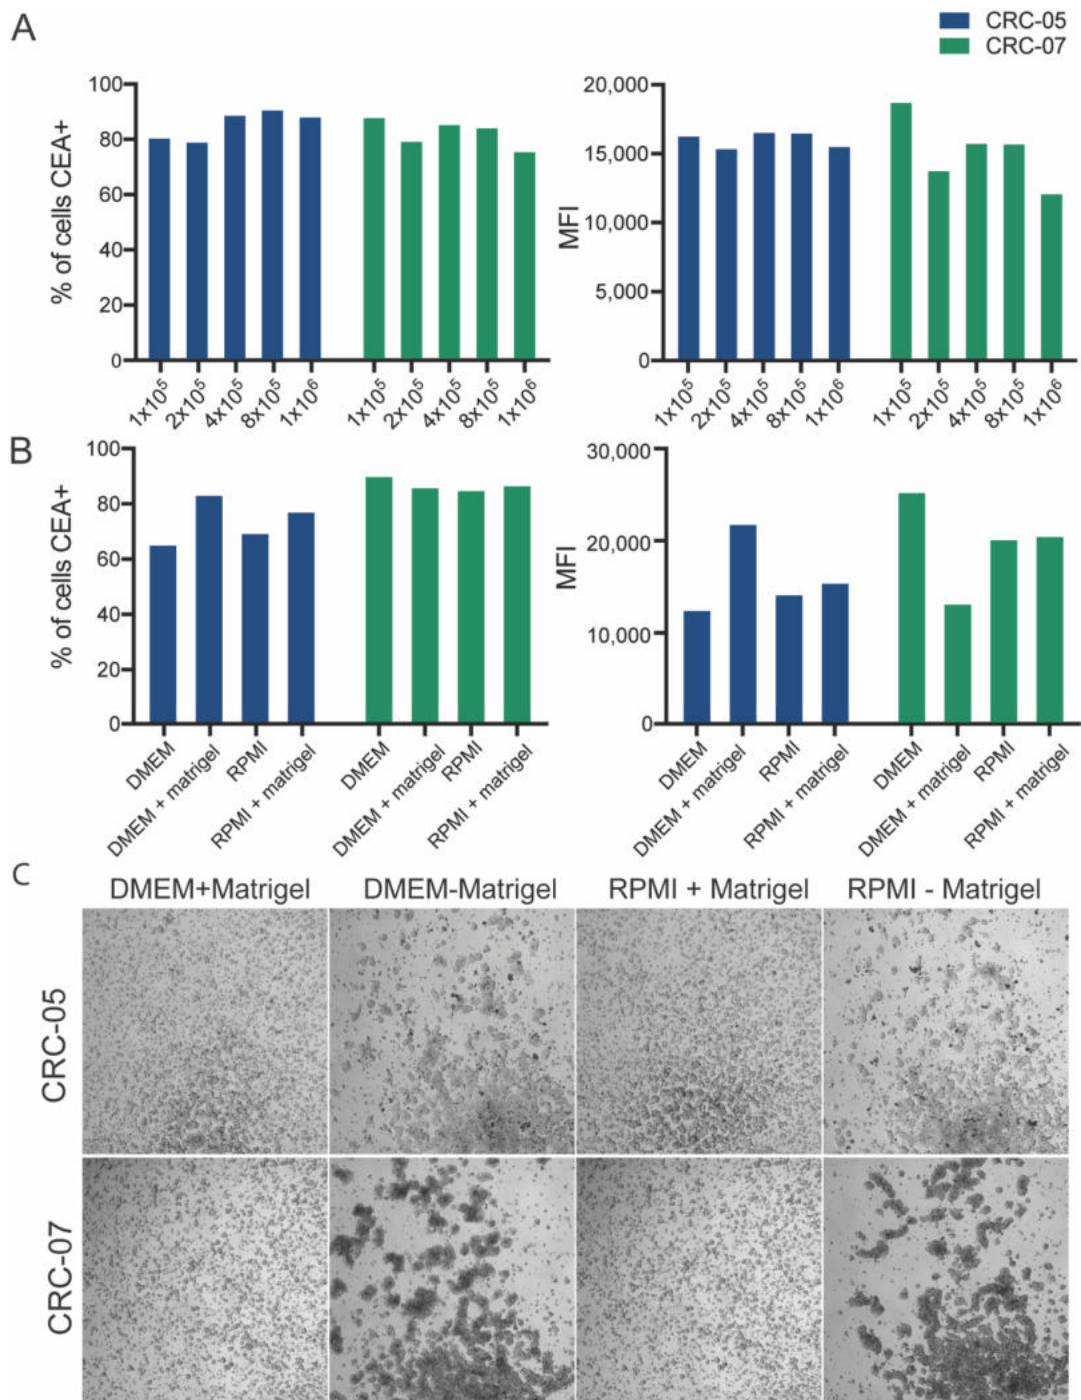 A
CRC-05
CRC-07
% of cells CEA+
100
80
60
40
20
0
1x10⁵
2x10⁵
4x10⁵
8x10⁵
1x10⁶
1x10⁵
2x10⁵
4x10⁵
8x10⁵
1x10⁶
MFI
20,000
15,000
10,000
5,000
0
1x10⁵
2x10⁵
4x10⁵
8x10⁵
1x10⁶
1x10⁵
2x10⁵
4x10⁵
8x10⁵
1x10⁶
B
% of cells CEA+
100
80
60
40
20
0
DMEM
DMEM + matrigel
RPMI
RPMI + matrigel
DMEM
DMEM + matrigel
RPMI
RPMI + matrigel
MFI
30,000
20,000
10,000
0
DMEM
DMEM + matrigel
RPMI
RPMI + matrigel
DMEM
DMEM + matrigel
RPMI
RPMI + matrigel
C
DMEM+Matrigel DMEM-Matrigel RPMI + Matrigel RPMI - Matrigel
CRC-05
CRC-07